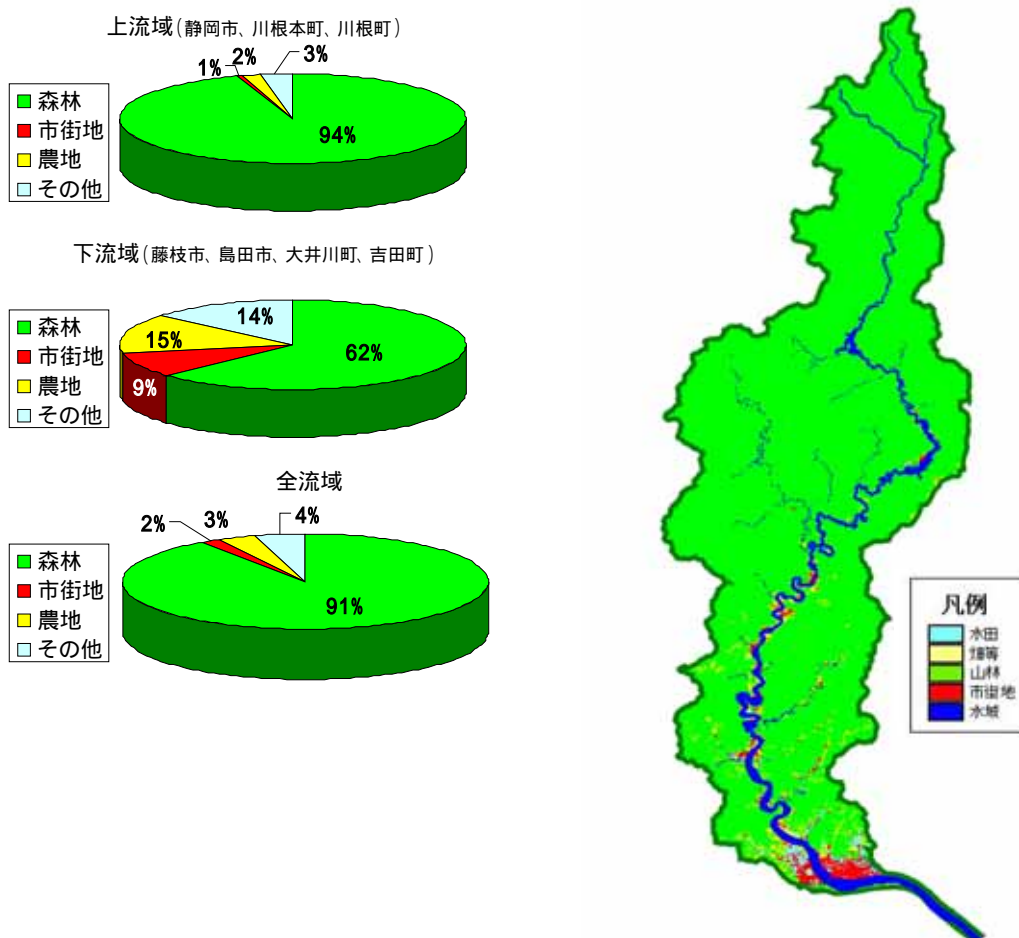 上流域(静岡市、川根本町、川根町)
1%
2%
3%
94%
森林
市街地
農地
その他
下流域(藤枝市、島田市、大井川町、吉田町)
14%
15%
62%
9%
森林
市街地
農地
その他
全流域
2%
3%
4%
91%
森林
市街地
農地
その他
凡例
水田
畑等
山林
市街地
水域